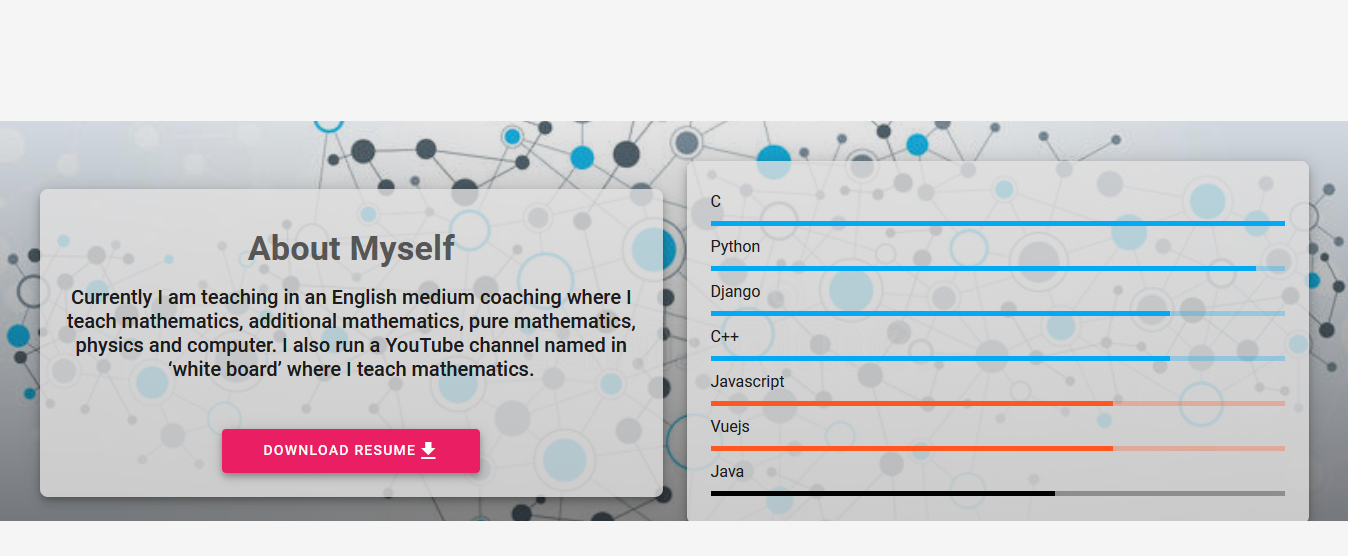 About Myself
Currently I am teaching in an English medium coaching where I
teach mathematics, additional mathematics, pure mathematics,
physics and computer. I also run a YouTube channel named in
‘white board’ where I teach mathematics.
DOWNLOAD RESUME
C
Python
Django
C++
Javascript
Vuejs
Java